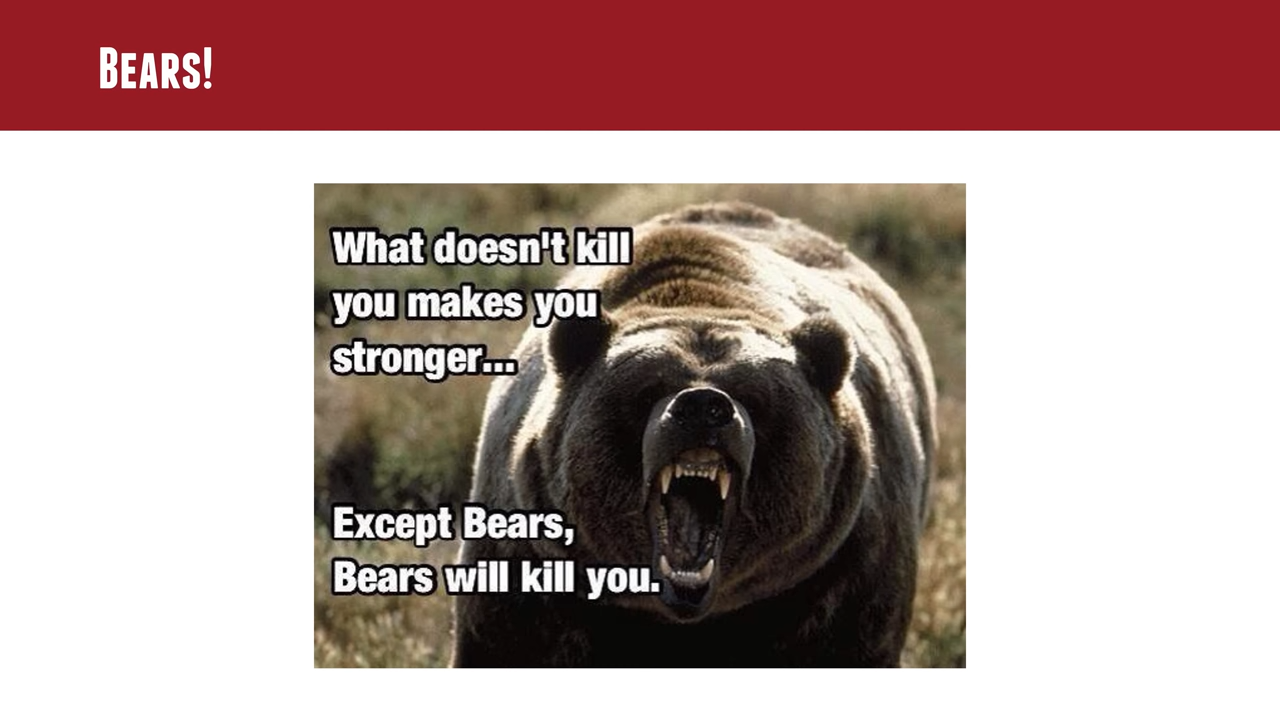 Bears!
What doesn't kill
you makes you
stronger...
Except Bears,
Bears will kill you.